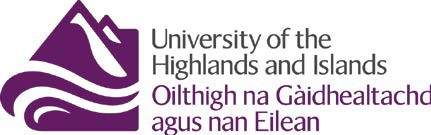 University of the
Highlands and Islands
Oilthigh na Gàidhealtachd
agus nan Eilean